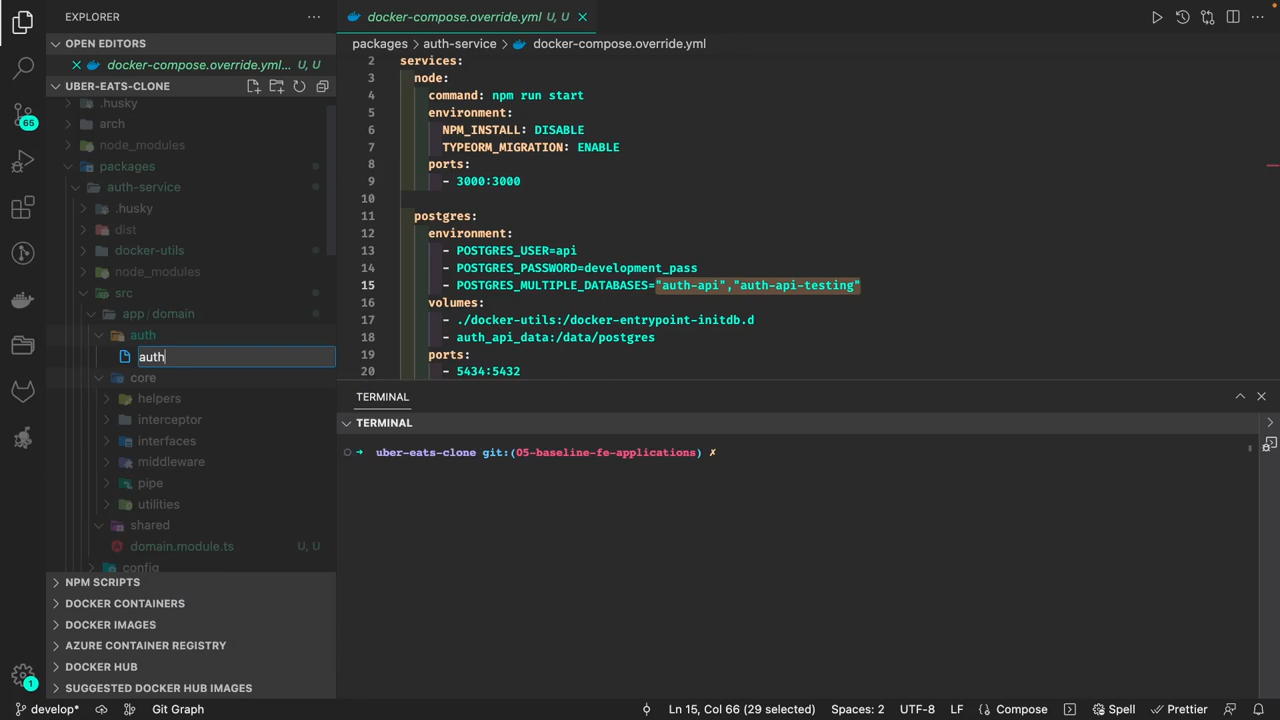 EXPLORER
OPEN EDITORS
docker-compose.override.yml... U, U
UBER-EATS-CLONE
.husky
arch
node_modules
packages
auth-service
.husky
dist
docker-utils
node_modules
src
app/domain
auth
auth
core
helpers
interceptor
interfaces
middleware
pipe
utilities
shared
domain.module.ts U, U
config
NPM SCRIPTS
DOCKER CONTAINERS
DOCKER IMAGES
AZURE CONTAINER REGISTRY
DOCKER HUB
SUGGESTED DOCKER HUB IMAGES
65
1
docker-compose.override.yml U, U
packages > auth-service > docker-compose.override.yml
2 services:
3 node:
4 command: npm run start
5 environment:
6 NPM_INSTALL: DISABLE
7 TYPEORM_MIGRATION: ENABLE
8 ports:
9 - 3000:3000
10
11 postgres:
12 environment:
13 - POSTGRES_USER=api
14 - POSTGRES_PASSWORD=development_pass
15 - POSTGRES_MULTIPLE_DATABASES="auth-api","auth-api-testing"
16 volumes:
17 - ./docker-utils:/docker-entrypoint-initdb.d
18 - auth_api_data:/data/postgres
19 ports:
20 - 5434:5432
TERMINAL
TERMINAL
→ uber-eats-clone git:(05-baseline-fe-applications) ✗
develop* Git Graph Ln 15, Col 66 (29 selected) Spaces: 2 UTF-8 LF {} Compose Spell Prettier